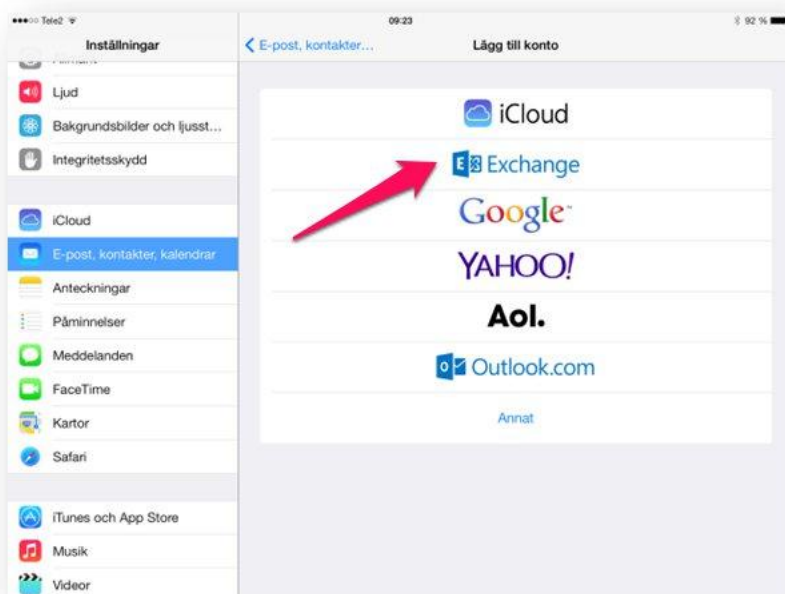 Tele2 09:23 92 %
Inställningar
E-post, kontakter... Lägg till konto
Ljud
Bakgrundsbilder och ljusst...
Integritetsskydd
iCloud
E-post, kontakter, kalendrar
Anteckningar
Påminnelser
Meddelanden
FaceTime
Kartor
Safari
iTunes och App Store
Musik
Videor
iCloud
E Exchange
Google™
YAHOO!
Aol.
o Outlook.com
Annat